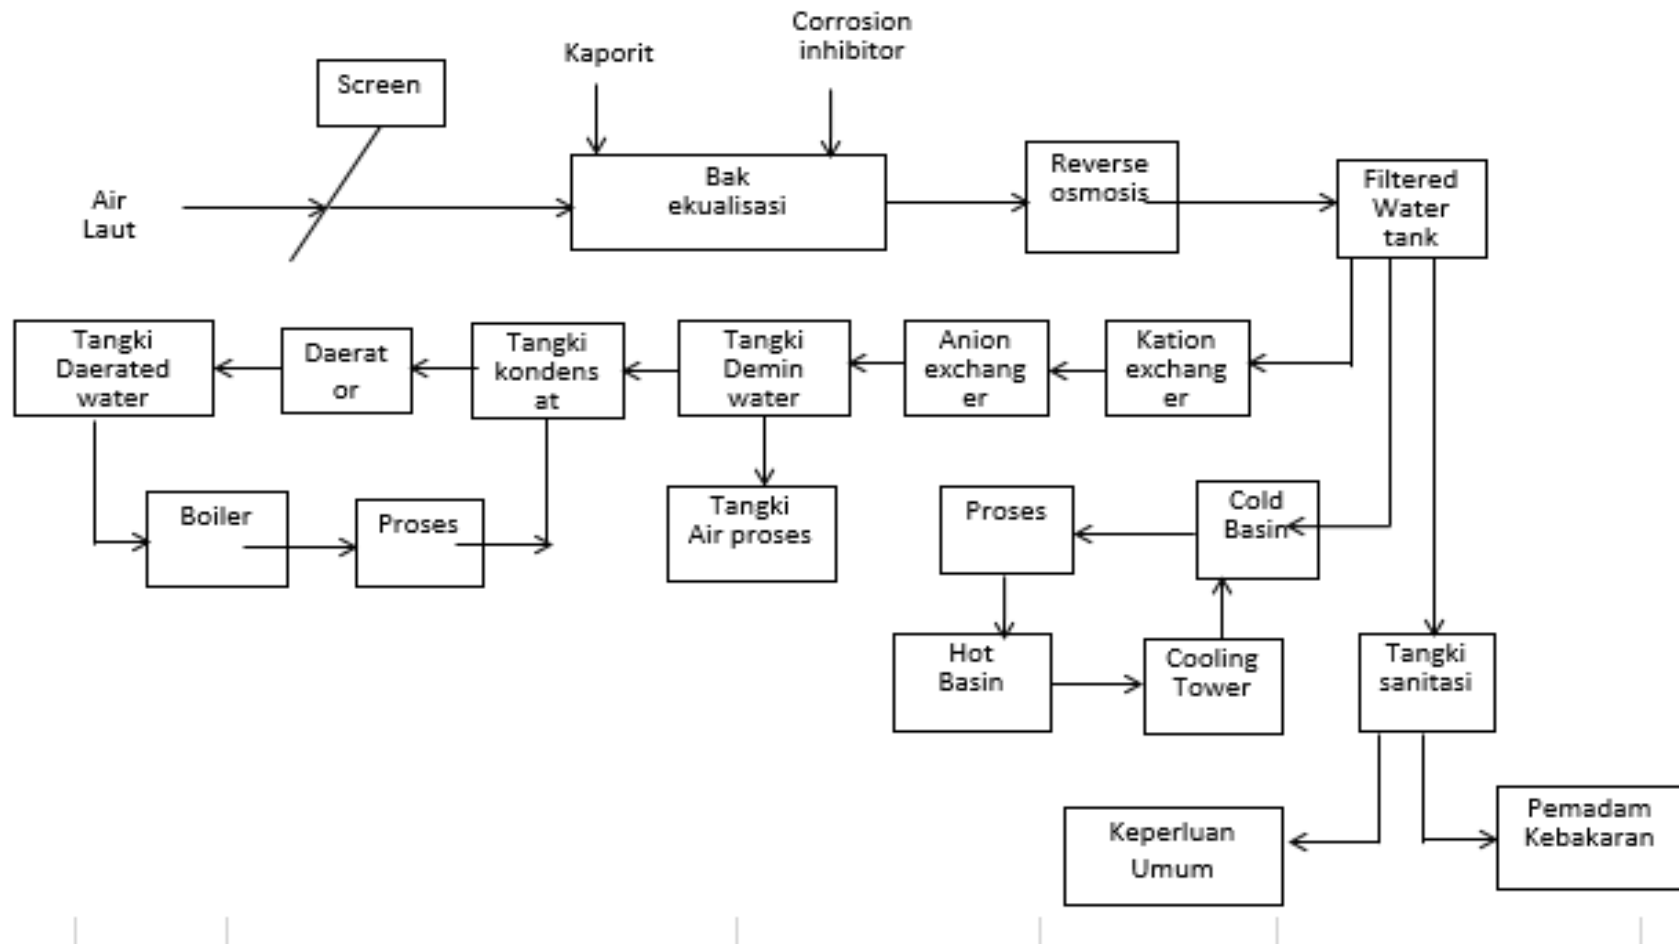 Corrosion
inhibitor
Kaporit
Screen
Air
Laut
Bak
ekualisasi
Reverse
osmosis
Filtered
Water
tank
Tangki
Daerated
water
Daerat
or
Tangki
kondens
at
Tangki
Demin
water
Anion
exchang
er
Kation
exchang
er
Boiler
Proses
Tangki
Air proses
Proses
Cold
Basin
Hot
Basin
Cooling
Tower
Tangki
sanitasi
Keperluan
Umum
Pemadam
Kebakaran